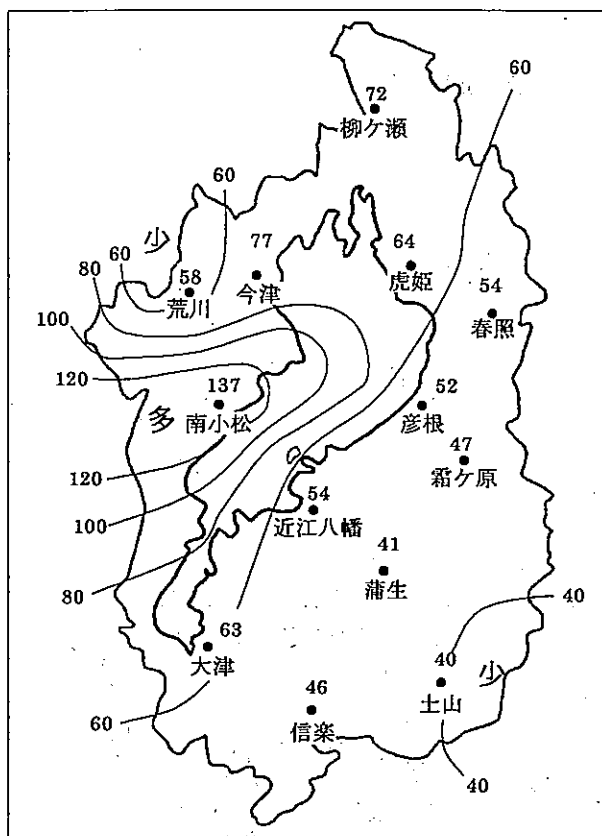 60
72
柳ケ瀬
60
少
77
今津
64
虎姫
60
58
荒川
80
54
春照
100
120
137
南小松
多
52
彦根
47
霜ケ原
120
54
近江八幡
100
41
蒲生
80
40
63
大津
40
土山
少
46
信楽
60
40